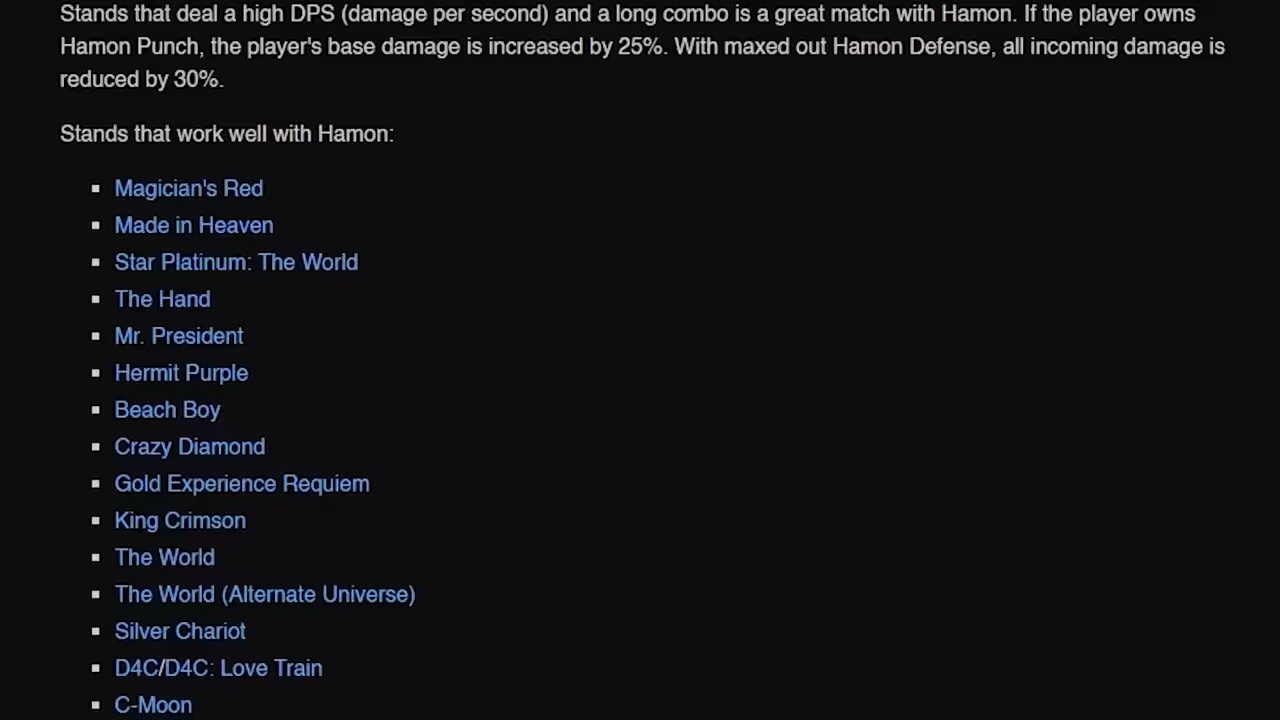 Stands that deal a high DPS (damage per second) and a long combo is a great match with Hamon. If the player owns
Hamon Punch, the player's base damage is increased by 25%. With maxed out Hamon Defense, all incoming damage is
reduced by 30%.
Stands that work well with Hamon:
Magician's Red
Made in Heaven
Star Platinum: The World
The Hand
Mr. President
Hermit Purple
Beach Boy
Crazy Diamond
Gold Experience Requiem
King Crimson
The World
The World (Alternate Universe)
Silver Chariot
D4C/D4C: Love Train
C-Moon